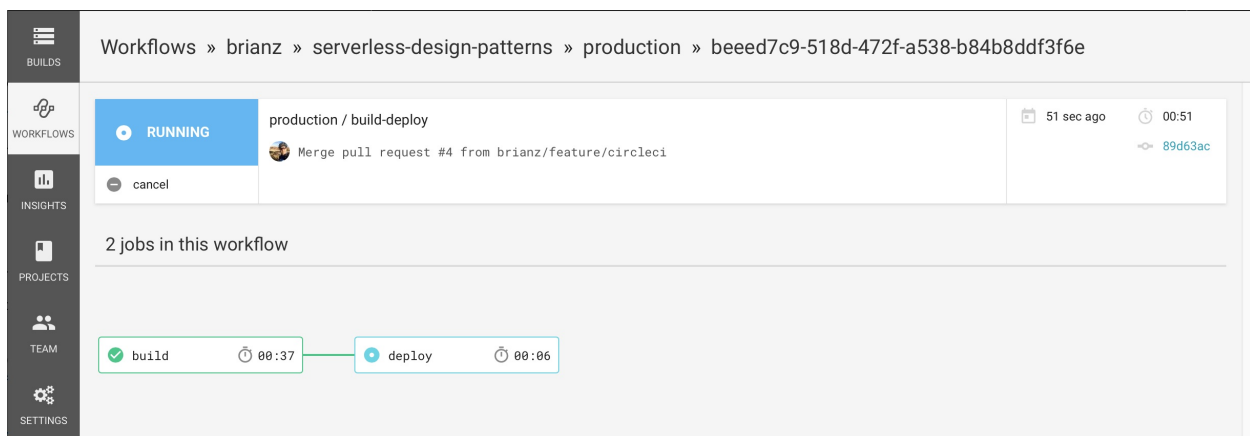 BUILDS
WORKFLOWS
INSIGHTS
PROJECTS
TEAM
SETTINGS
Workflows » brianz » serverless-design-patterns » production » beeed7c9-518d-472f-a538-b84b8ddf3f6e
RUNNING
cancel
production / build-deploy
Merge pull request #4 from brianz/feature/circleci
51 sec ago
00:51
89d63ac
2 jobs in this workflow
build 00:37
deploy 00:06